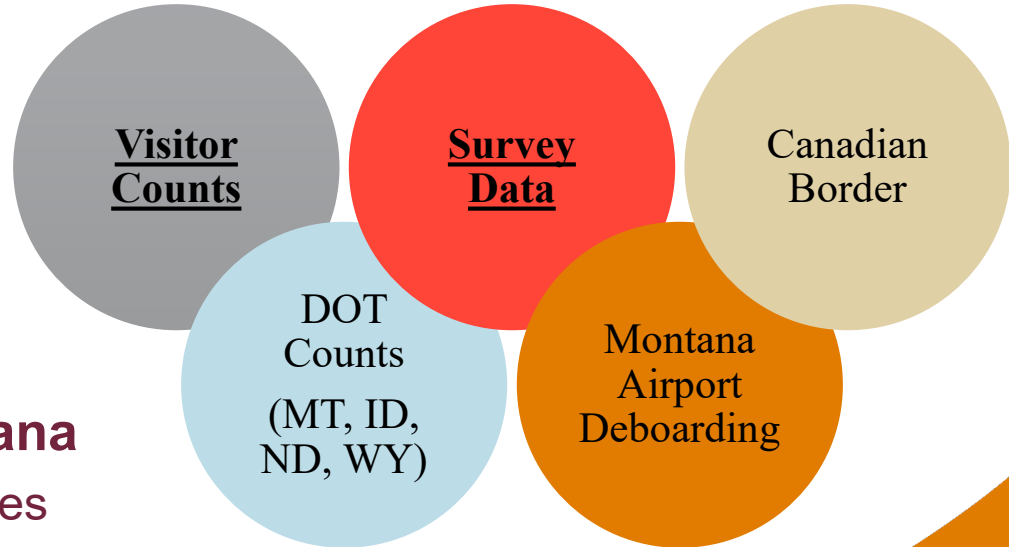 Visitor
Counts
Survey
Data
Canadian
Border
DOT
Counts
(MT, ID,
ND, WY)
Montana
Airport
Deboarding
ana
es